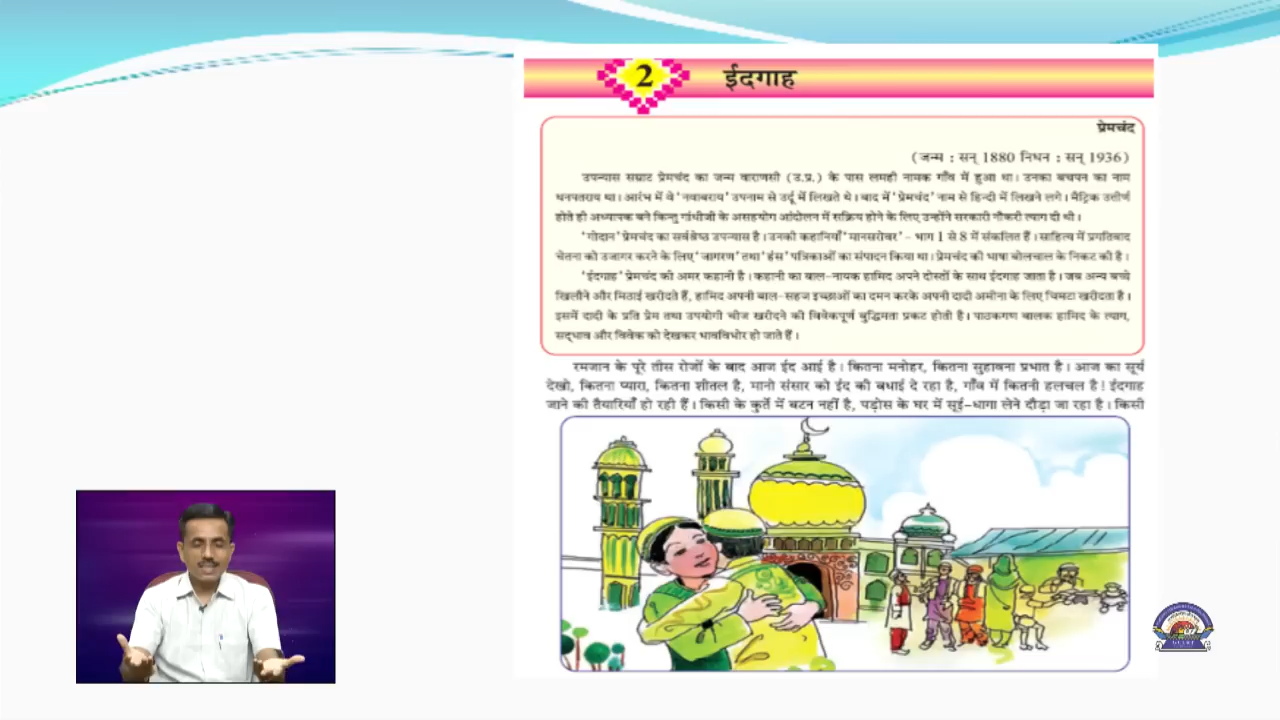 2 ईदगाह
प्रेमचंद
(जन्म : सन् 1880 निधन : सन् 1936)
उपन्यास सम्राट प्रेमचंद का जन्म वाराणसी (उ.प्र.) के पास लमही नामक गाँव में हुआ था। उनका बचपन का नाम
धनपतराय था। आरंभ में वे 'नवाबराय' उपनाम से उर्दू में लिखते थे। बाद में 'प्रेमचंद' नाम से हिन्दी में लिखने लगे। मैट्रिक उत्तीर्ण
होते ही अध्यापक बने किन्तु गांधीजी के असहयोग आंदोलन में सक्रिय होने के लिए उन्होंने सरकारी नौकरी त्याग दी थी।
'गोदान' प्रेमचंद का सर्वश्रेष्ठ उपन्यास है। उनकी कहानियाँ 'मानसरोवर' - भाग 1 से 8 में संकलित हैं। साहित्य में प्रगतिवाद
चेतना को उजागर करने के लिए 'जागरण' तथा 'हंस' पत्रिकाओं का संपादन किया था। प्रेमचंद की भाषा बोलचाल के निकट की है।
'ईदगाह' प्रेमचंद की अमर कहानी है। कहानी का बाल-नायक हामिद अपने दोस्तों के साथ ईदगाह जाता है। जब अन्य बच्चे
खिलौने और मिठाई खरीदते हैं, हामिद अपनी बाल-सहज इच्छाओं का दमन करके अपनी दादी अमीना के लिए चिमटा खरीदता है।
इसमें दादी के प्रति प्रेम तथा उपयोगी चीज खरीदने की विवेकपूर्ण बुद्धिमता प्रकट होती है। पाठकगण बालक हामिद के त्याग,
सद्भाव और विवेक को देखकर भावविभोर हो जाते हैं।
रमजान के पूरे तीस रोजों के बाद आज ईद आई है। कितना मनोहर, कितना सुहावना प्रभात है। आज का सूर्य
देखो, कितना प्यारा, कितना शीतल है, मानो संसार को ईद की बधाई दे रहा है, गाँव में कितनी हलचल है! ईदगाह
जाने की तैयारियाँ हो रही हैं। किसी के कुर्ते में बटन नहीं है, पड़ोस के घर में सूई-धागा लेने दौड़ा जा रहा है। किसी